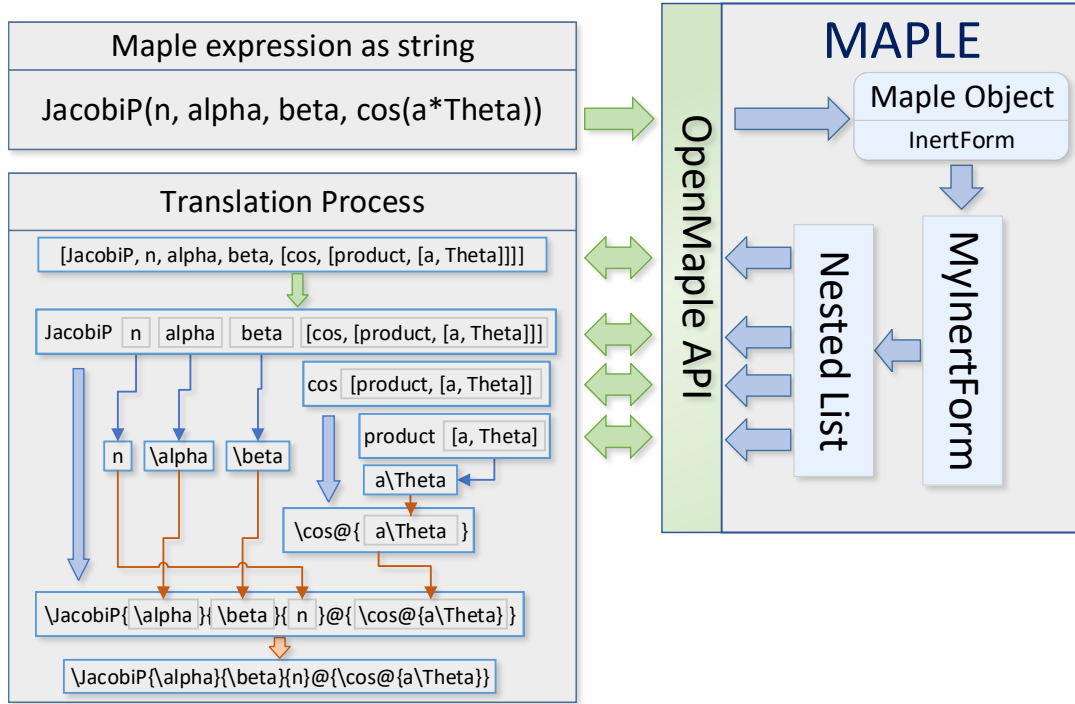 Maple expression as string
JacobiP(n, alpha, beta, cos(a*Theta))
Translation Process
[JacobiP, n, alpha, beta, [cos, [product, [a, Theta]]]]
JacobiP n alpha beta [cos, [product, [a, Theta]]]
cos [product, [a, Theta]]
product [a, Theta]
n \alpha \beta
a\Theta
\cos@{ a\Theta }
\JacobiP{ \alpha }{ \beta }{ n }@{ \cos@{a\Theta} }
\JacobiP{\alpha}{\beta}{n}@{\cos@{a\Theta}}
OpenMaple API
MAPLE
Maple Object
InertForm
MyInertForm
Nested List